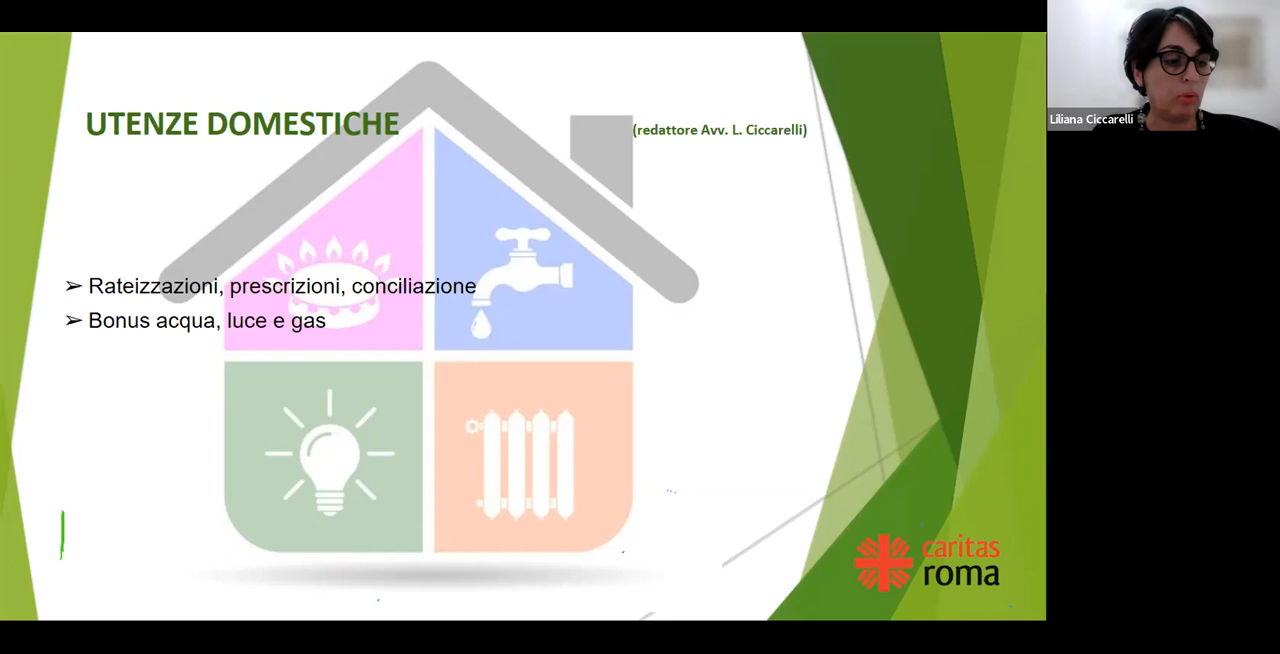 UTENZE DOMESTICHE
(redattore Avv. L. Ciccarelli)
➢ Rateizzazioni, prescrizioni, conciliazione
➢ Bonus acqua, luce e gas
caritas
roma
Liliana Ciccarelli